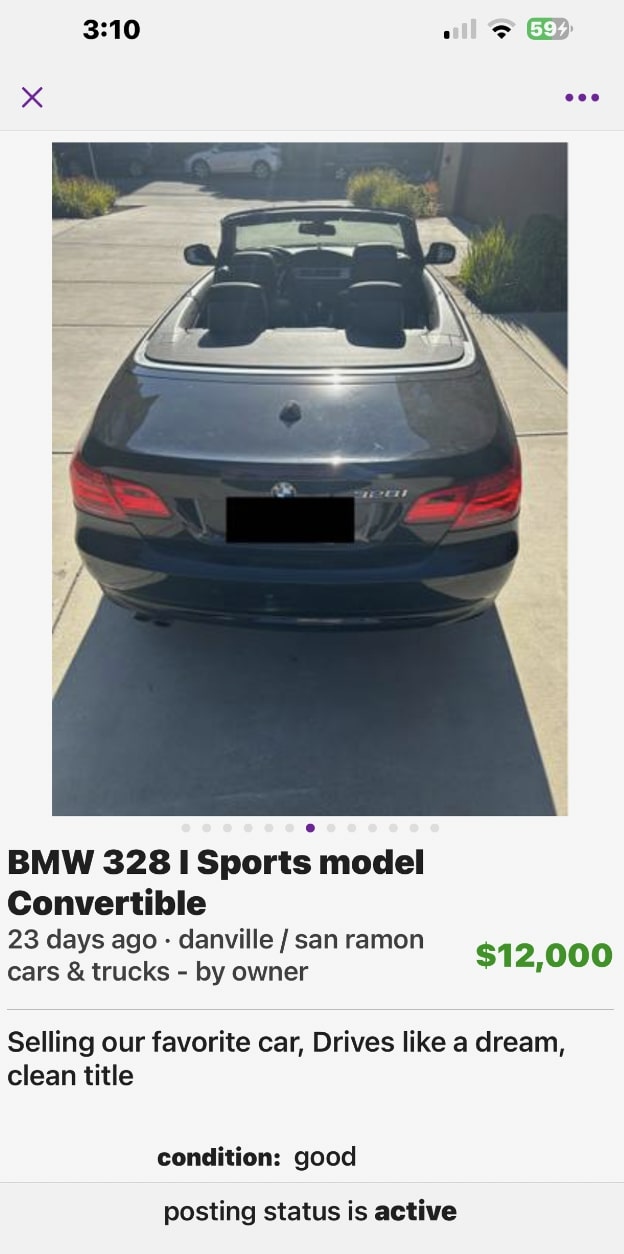 3:10
59
328i
BMW 328 I Sports model
Convertible
23 days ago · danville / san ramon
cars & trucks - by owner
$12,000
Selling our favorite car, Drives like a dream,
clean title
condition: good
posting status is active